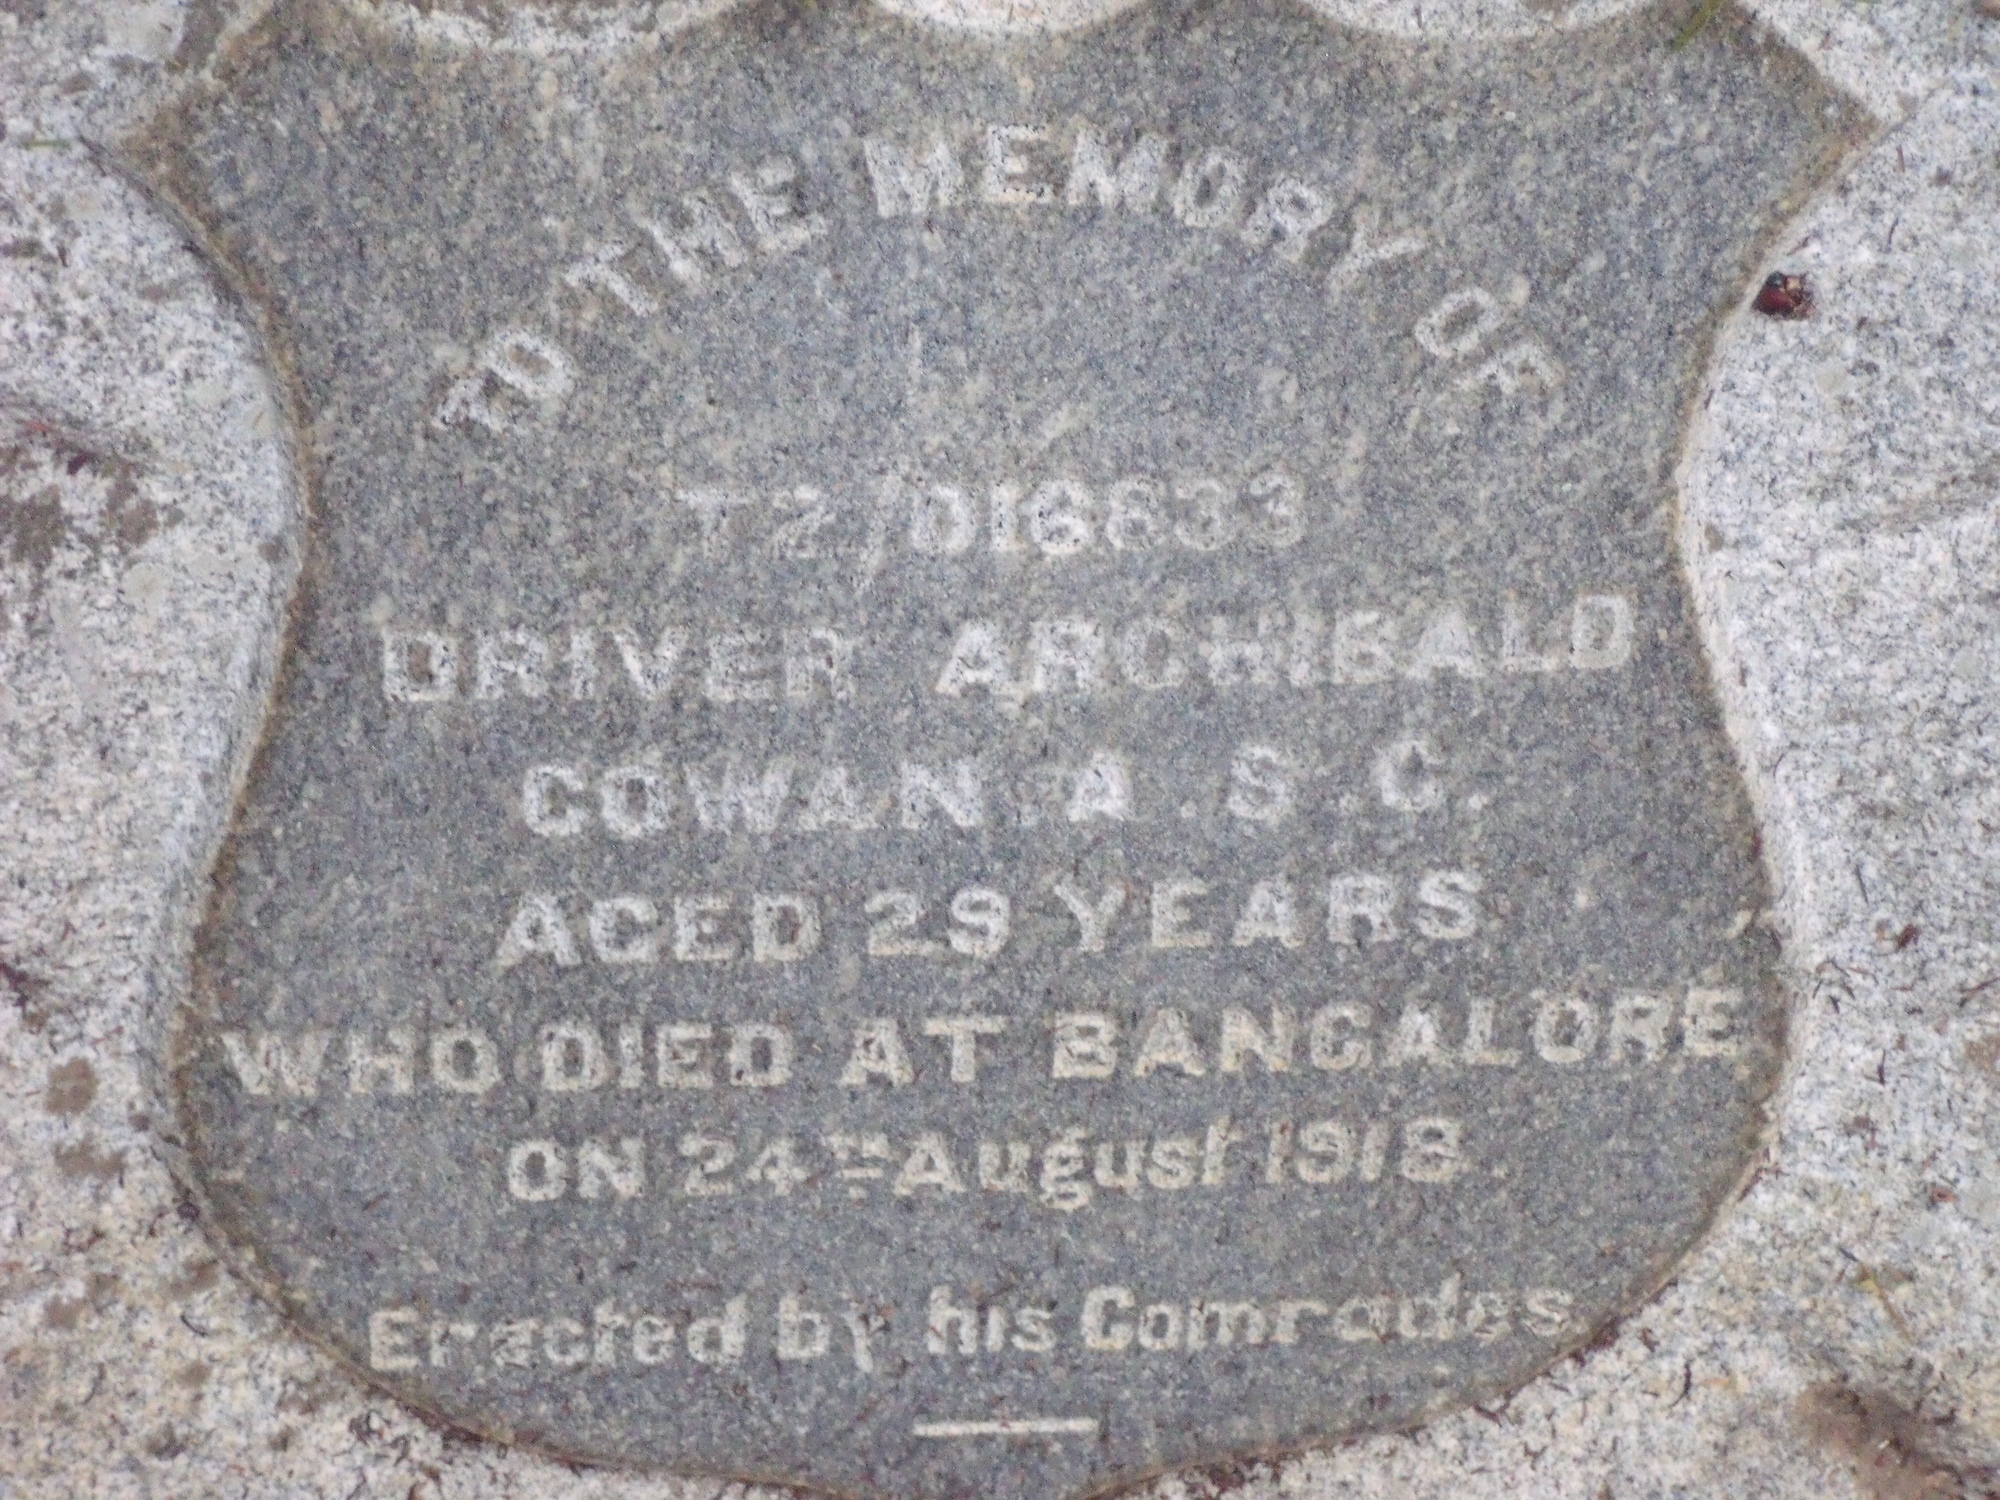 TO THE MEMORY OF
T2/016633
DRIVER ARCHIBALD
COWAN. A. S. C.
AGED 29 YEARS
WHO DIED AT BANGALORE,
ON 24TH August 1918.
Erected by his Comrades